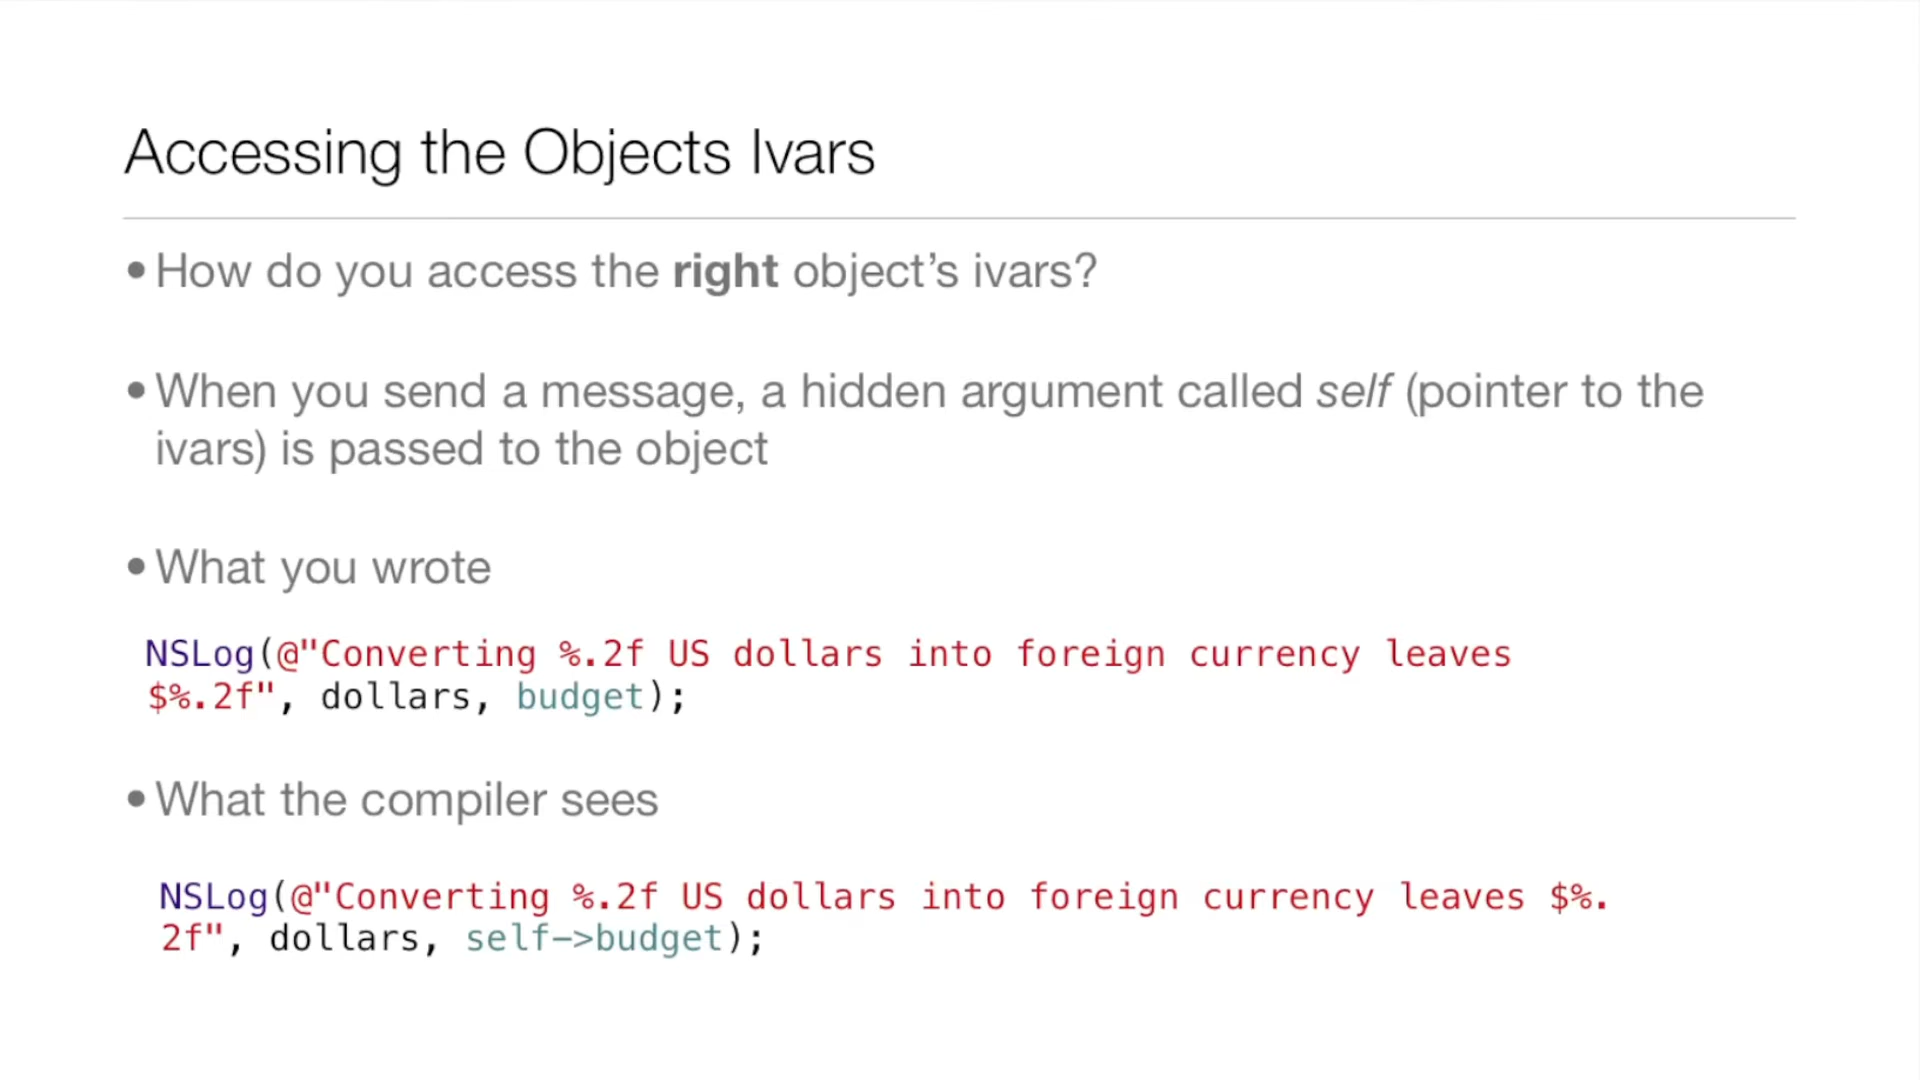 Accessing the Objects Ivars
•How do you access the right object’s ivars?
•When you send a message, a hidden argument called self (pointer to the
ivars) is passed to the object
•What you wrote
NSLog(@"Converting %.2f US dollars into foreign currency leaves
$%.2f", dollars, budget);
•What the compiler sees
NSLog(@"Converting %.2f US dollars into foreign currency leaves $%.
2f", dollars, self->budget);